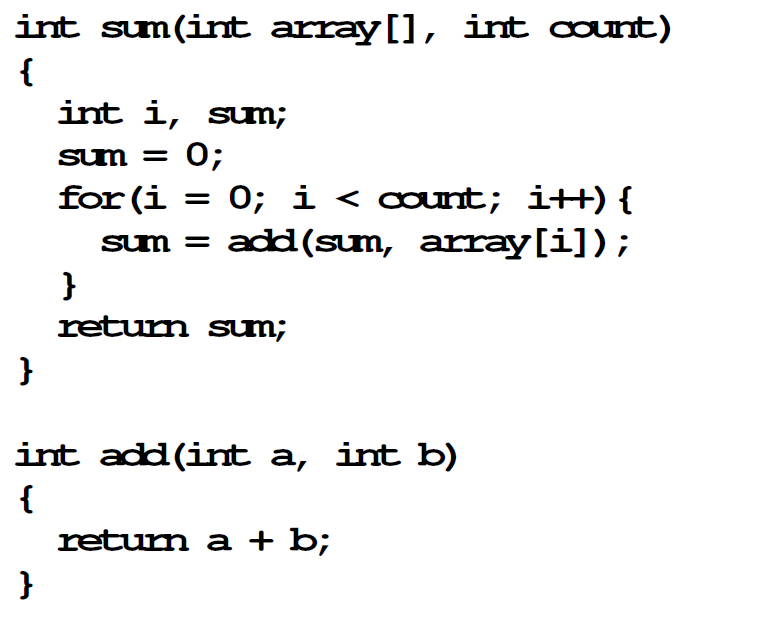 int sum(int array[], int count)
{
  int i, sum;
  sum = 0;
  for(i = 0; i < count; i++){
    sum = add(sum, array[i]);
  }
  return sum;
}

int add(int a, int b)
{
  return a + b;
}